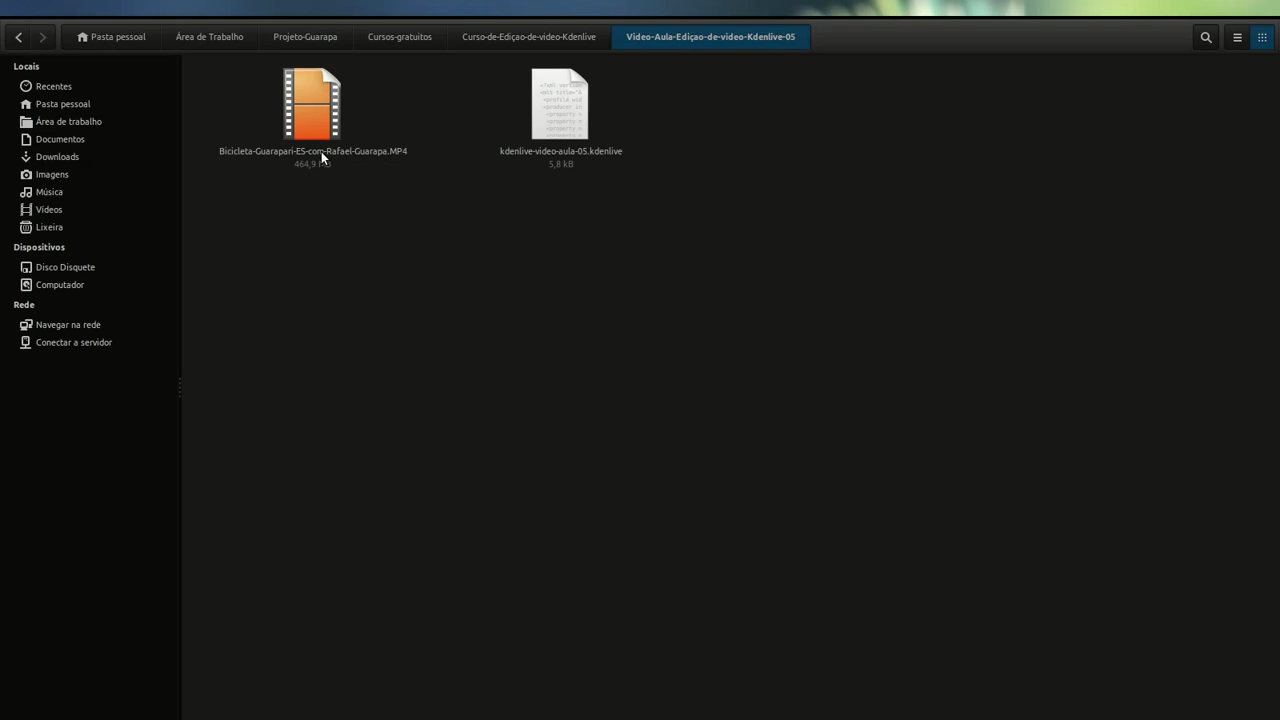 Pasta pessoal Área de Trabalho Projeto-Guarapa Cursos-gratuitos Curso-de-Ediçao-de-video-Kdenlive Video-Aula-Ediçao-de-video-Kdenlive-05
Locais
Recentes
Pasta pessoal
Área de trabalho
Documentos
Downloads
Imagens
Música
Vídeos
Lixeira
Dispositivos
Disco Disquete
Computador
Rede
Navegar na rede
Conectar a servidor
Bicicleta-Guarapari-ES-com-Rafael-Guarapa.MP4
464,9 MB
kdenlive-video-aula-05.kdenlive
5,8 kB